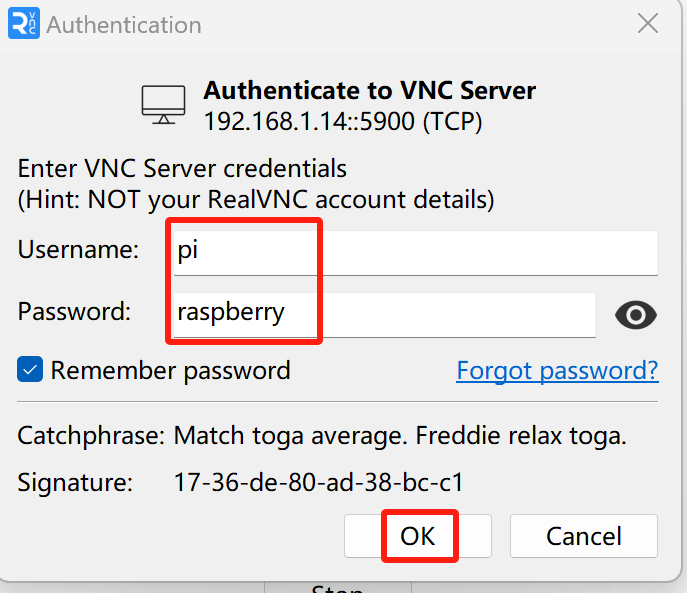 Authentication
Authenticate to VNC Server
192.168.1.14::5900 (TCP)
Enter VNC Server credentials
(Hint: NOT your RealVNC account details)
Username: pi
Password: raspberry
Remember password Forgot password?
Catchphrase: Match toga average. Freddie relax toga.
Signature: 17-36-de-80-ad-38-bc-c1
OK Cancel
Stop